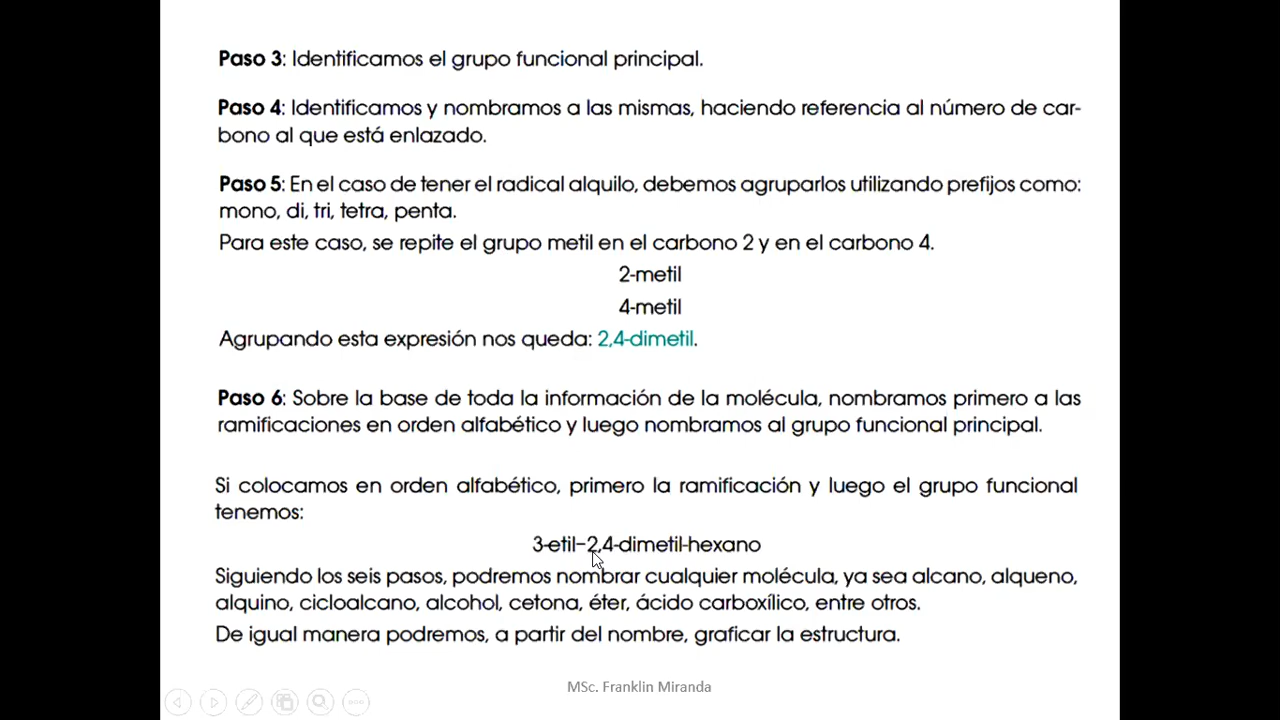 Paso 3: Identificamos el grupo funcional principal.
Paso 4: Identificamos y nombramos a las mismas, haciendo referencia al número de car-
bono al que está enlazado.
Paso 5: En el caso de tener el radical alquilo, debemos agruparlos utilizando prefijos como:
mono, di, tri, tetra, penta.
Para este caso, se repite el grupo metil en el carbono 2 y en el carbono 4.
2-metil
4-metil
Agrupando esta expresión nos queda: 2,4-dimetil.
Paso 6: Sobre la base de toda la información de la molécula, nombramos primero a las
ramificaciones en orden alfabético y luego nombramos al grupo funcional principal.
Si colocamos en orden alfabético, primero la ramificación y luego el grupo funcional
tenemos:
3-etil–2,4-dimetil-hexano
Siguiendo los seis pasos, podremos nombrar cualquier molécula, ya sea alcano, alqueno,
alquino, cicloalcano, alcohol, cetona, éter, ácido carboxílico, entre otros.
De igual manera podremos, a partir del nombre, graficar la estructura.
MSc. Franklin Miranda